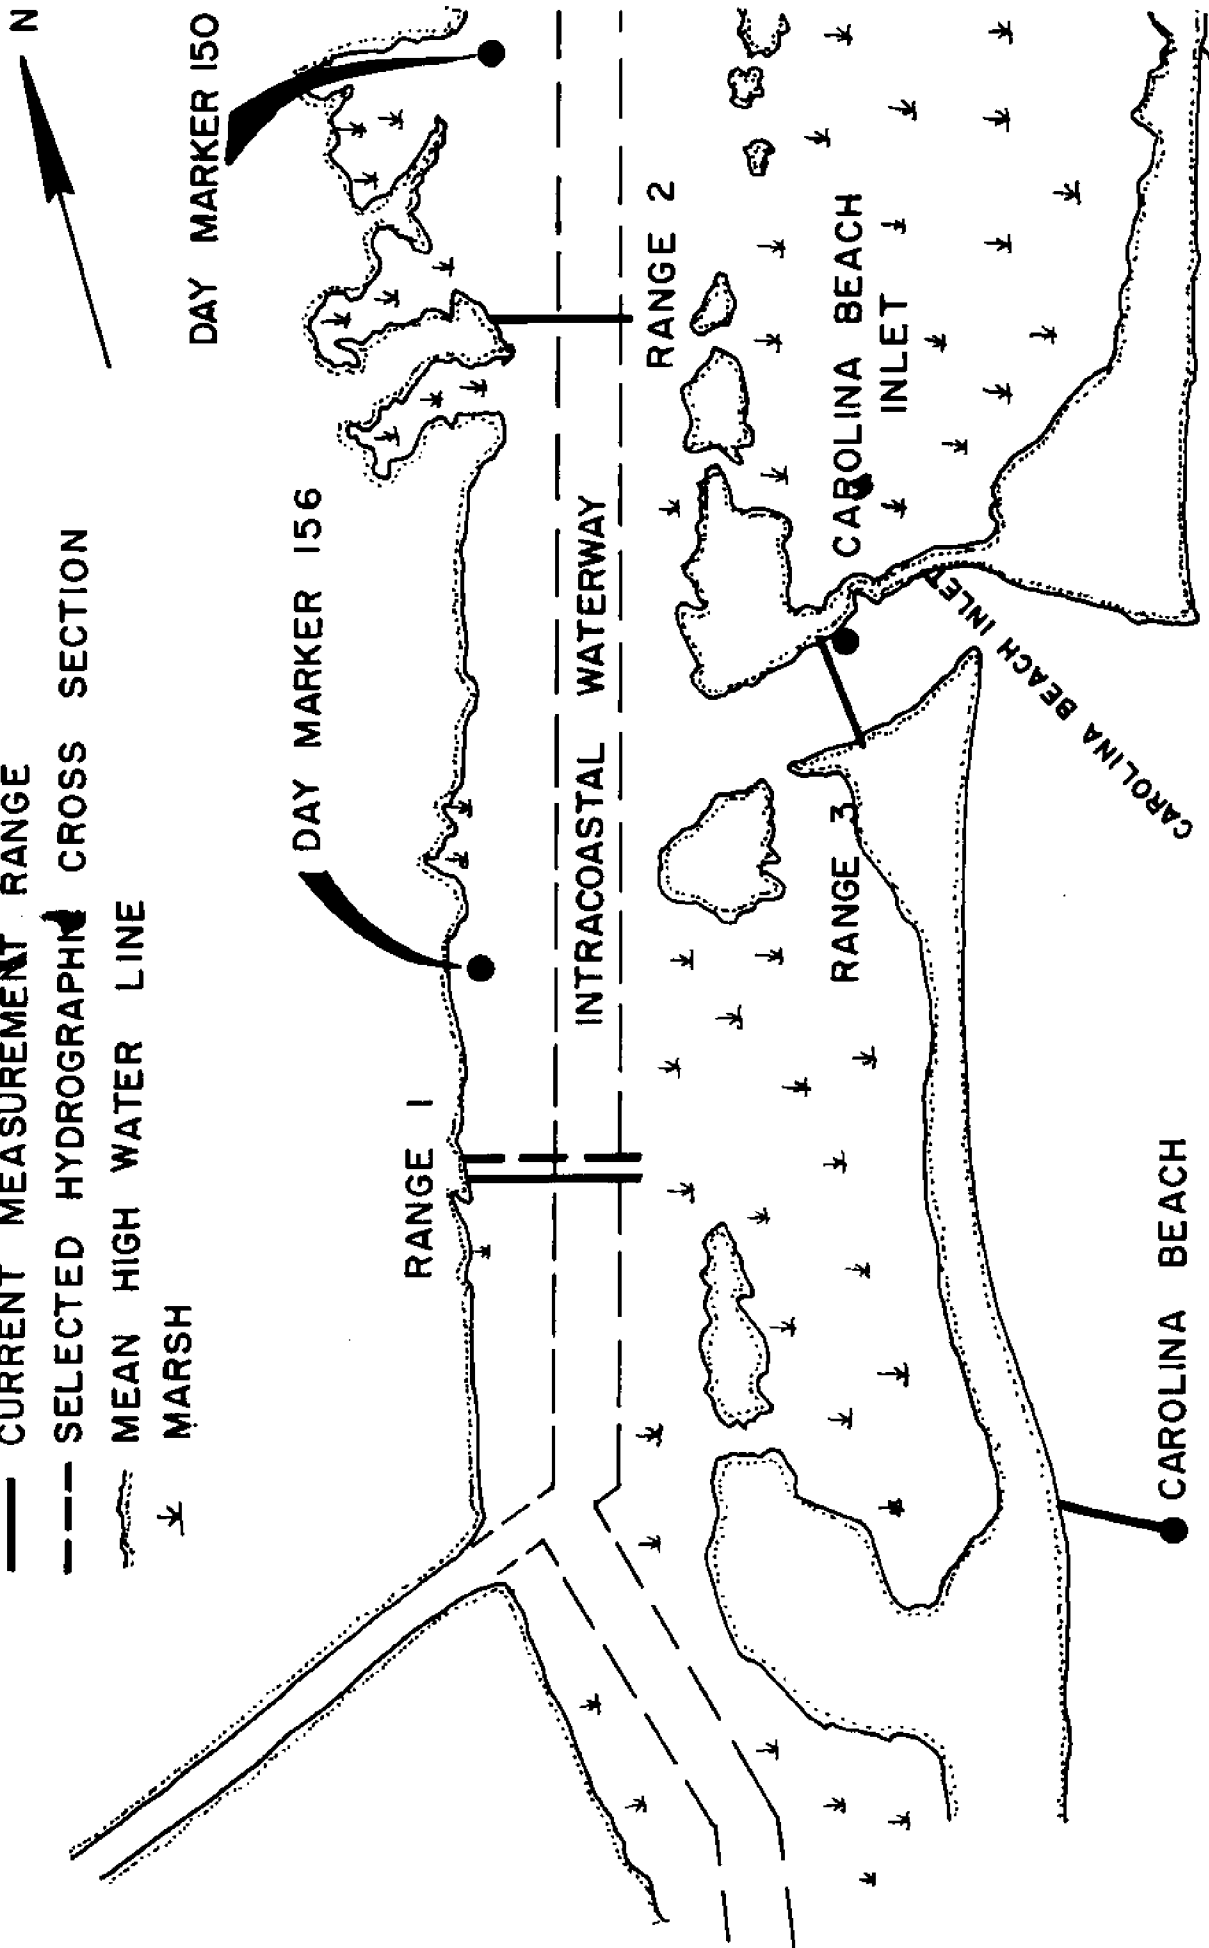 CURRENT MEASUREMENT RANGE
SELECTED HYDROGRAPHIC CROSS SECTION
MEAN HIGH WATER LINE
MARSH
N
DAY MARKER 150
DAY MARKER 156
RANGE 1
INTRACOASTAL WATERWAY
RANGE 2
RANGE 3
CAROLINA BEACH
INLET
CAROLINA BEACH INLET
CAROLINA BEACH